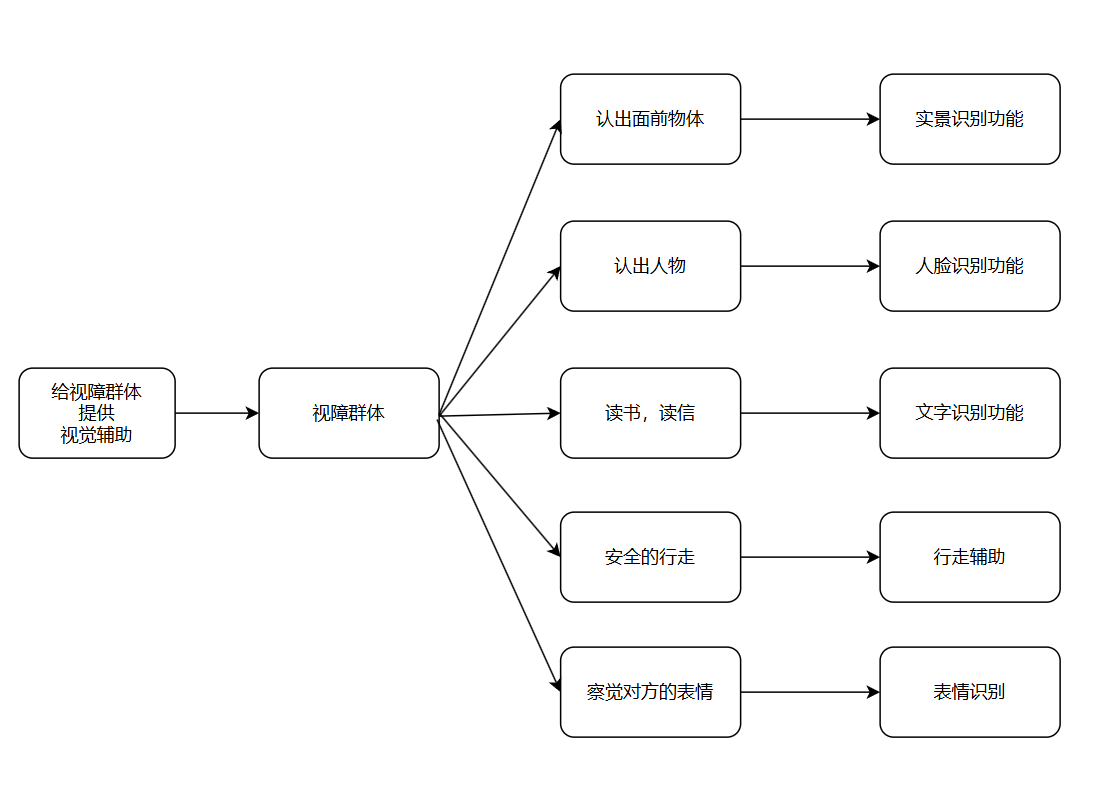 给视障群体
提供
视觉辅助
视障群体
认出面前物体
实景识别功能
认出人物
人脸识别功能
读书，读信
文字识别功能
安全的行走
行走辅助
察觉对方的表情
表情识别